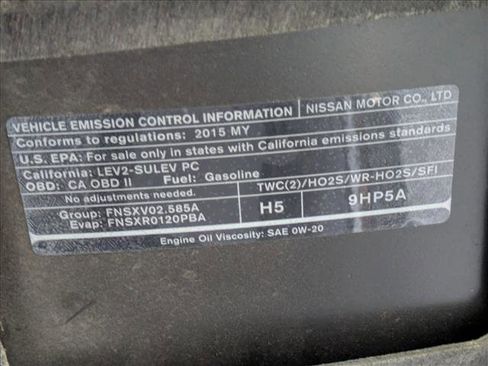 VEHICLE EMISSION CONTROL INFORMATION NISSAN MOTOR CO., LTD
Conforms to regulations: 2015 MY
U.S. EPA: For sale only in states with California emissions standards
California: LEV2-SULEV PC
OBD: CA OBD II Fuel: Gasoline
No adjustments needed. TWC(2)/HO2S/WR-HO2S/SFI
Group: FNSXV02.585A
Evap: FNSXR0120PBA
H5 9HP5A
Engine Oil Viscosity: SAE 0W-20